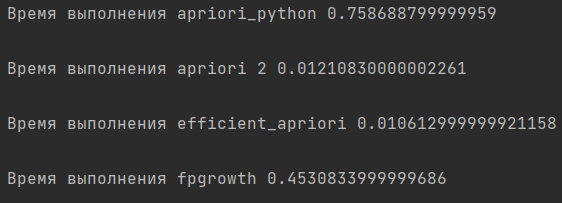 Время выполнения apriori_python 0.758688799999959
Время выполнения apriori 2 0.01210830000002261
Время выполнения efficient_apriori 0.010612999999921158
Время выполнения fpgrowth 0.4530833999999686